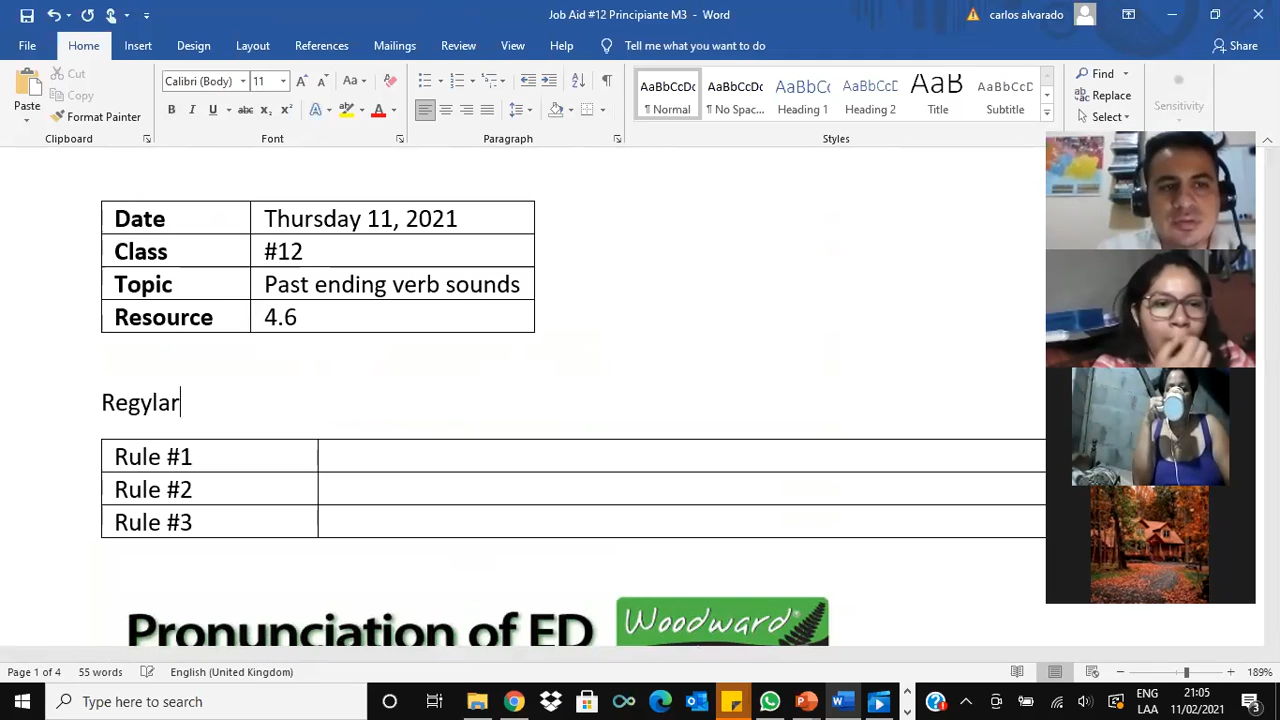 Job Aid #12 Principiante M3 - Word
carlos alvarado
File Home Insert Draw Design Layout References Mailings Review View Help Tell me what you want to do Share
Paste
Cut
Copy
Format Painter
Clipboard
Calibri (Body) 11
Font
Paragraph
AaBbCcDc AaBbCcDc AaBbC AaBbCcD AaB AaBbCcD
¶ Normal ¶ No Spac... Heading 1 Heading 2 Title Subtitle
Styles
Find
Replace
Select
Sensitivity
Date Thursday 11, 2021
Class #12
Topic Past ending verb sounds
Resource 4.6
Regylar
Rule #1
Rule #2
Rule #3
Pronunciation of ED
Woodward®
Page 1 of 4 55 words English (United Kingdom) 189%
Type here to search
ENG
LAA
21:05
11/02/2021
3